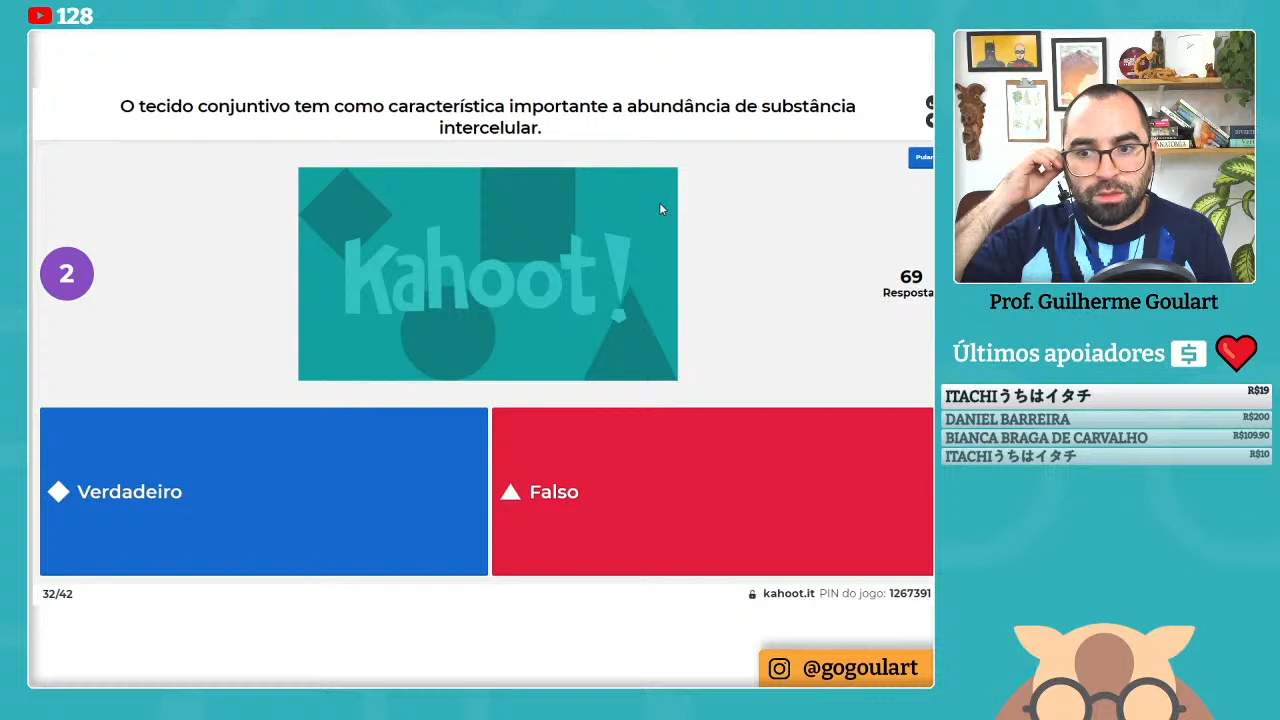 128
O tecido conjuntivo tem como característica importante a abundância de substância
intercelular.
Pular
Kahoot!
2
69
Resposta
Verdadeiro
Falso
32/42
kahoot.it PIN do jogo: 1267391
@gogoulart
ANATOMIA
Prof. Guilherme Goulart
Últimos apoiadores
ITACHIうちはイタチ R$19
DANIEL BARREIRA R$200
BIANCA BRAGA DE CARVALHO R$109.90
ITACHIうちはイタチ R$10